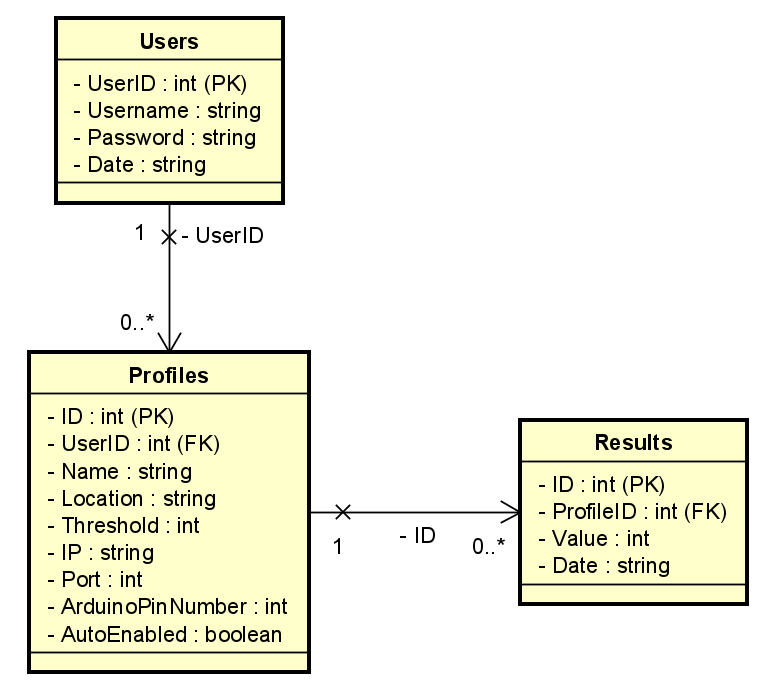 Users
- UserID : int (PK)
- Username : string
- Password : string
- Date : string
1
- UserID
0..*
Profiles
- ID : int (PK)
- UserID : int (FK)
- Name : string
- Location : string
- Threshold : int
- IP : string
- Port : int
- ArduinoPinNumber : int
- AutoEnabled : boolean
1
- ID
0..*
Results
- ID : int (PK)
- ProfileID : int (FK)
- Value : int
- Date : string